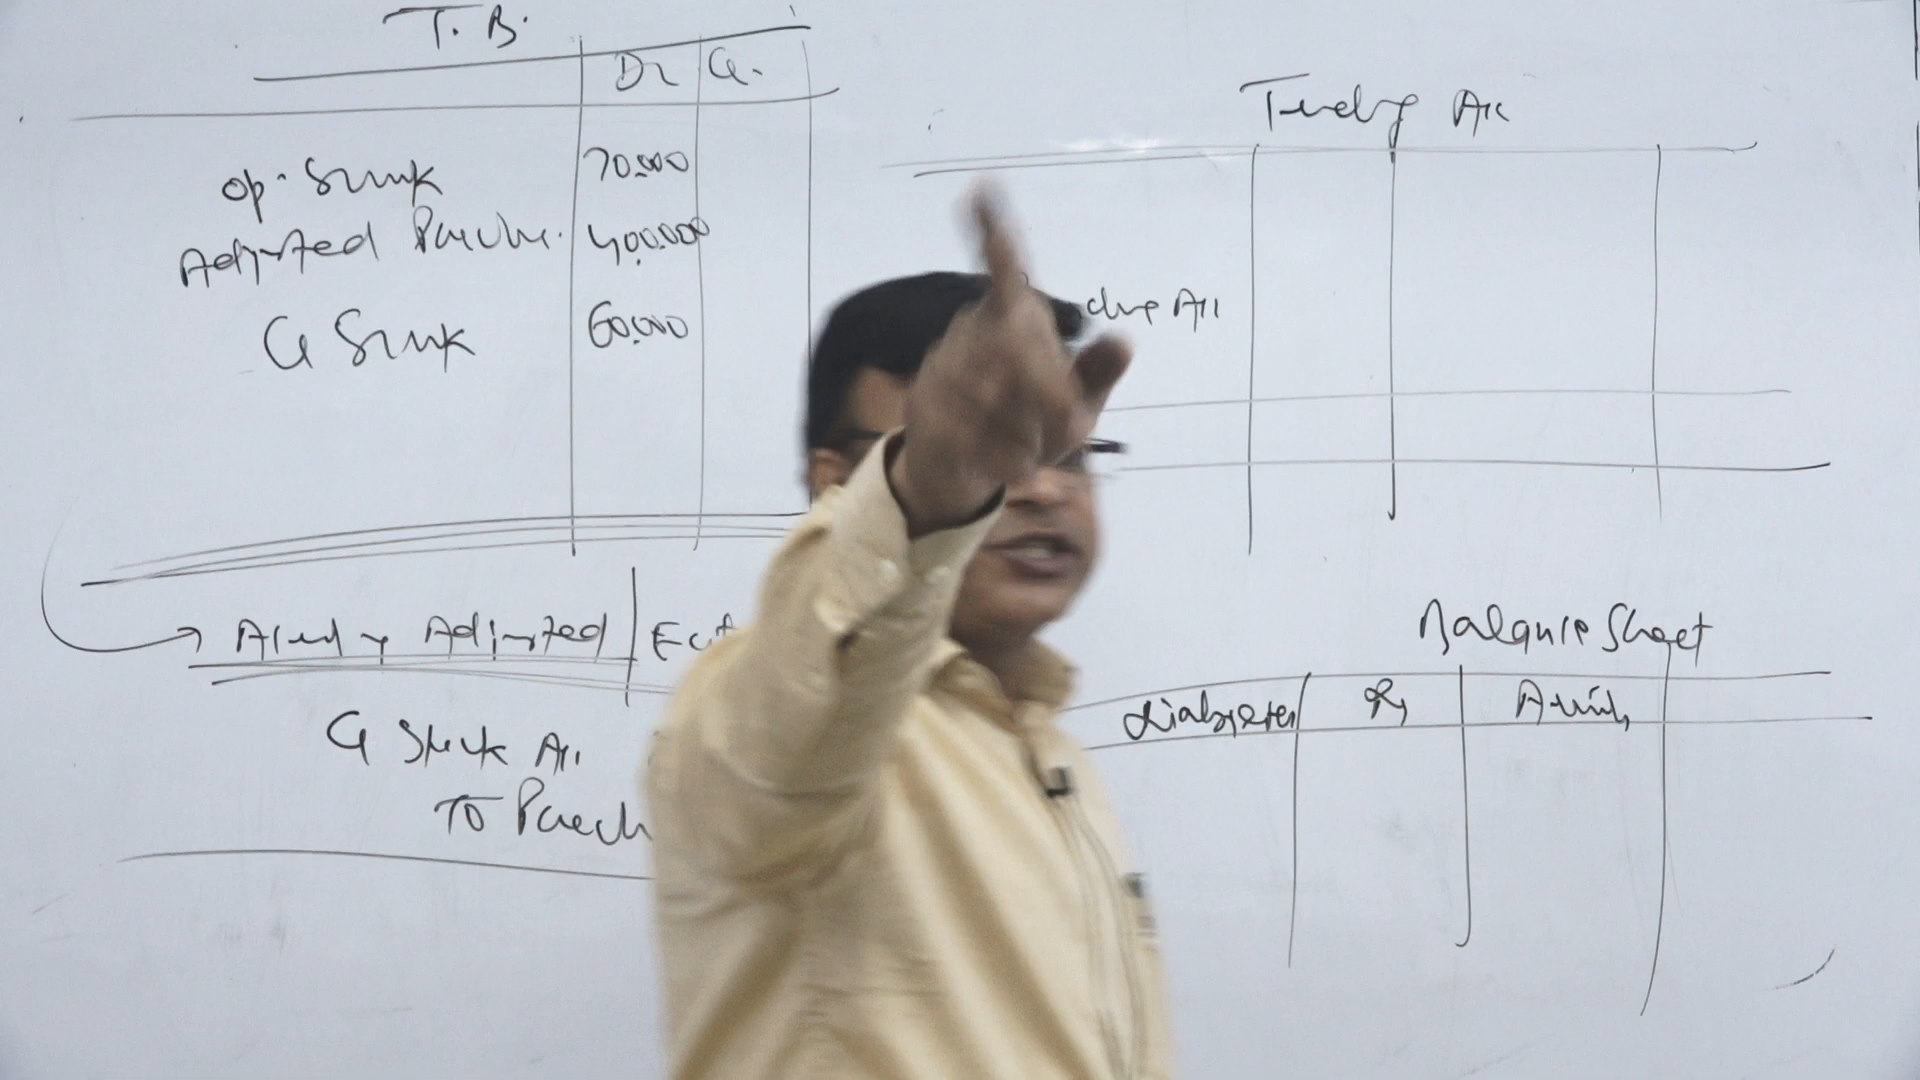 T. B.
Dr Cr.
Op. Stock 70,000
Adjusted Purchase. 400,000
Cl Stock 60,000
Already Adjusted
Cl Stock A/c
To Purch
Trading A/c
A/c
Balance Sheet
Liabilities Rs Assets